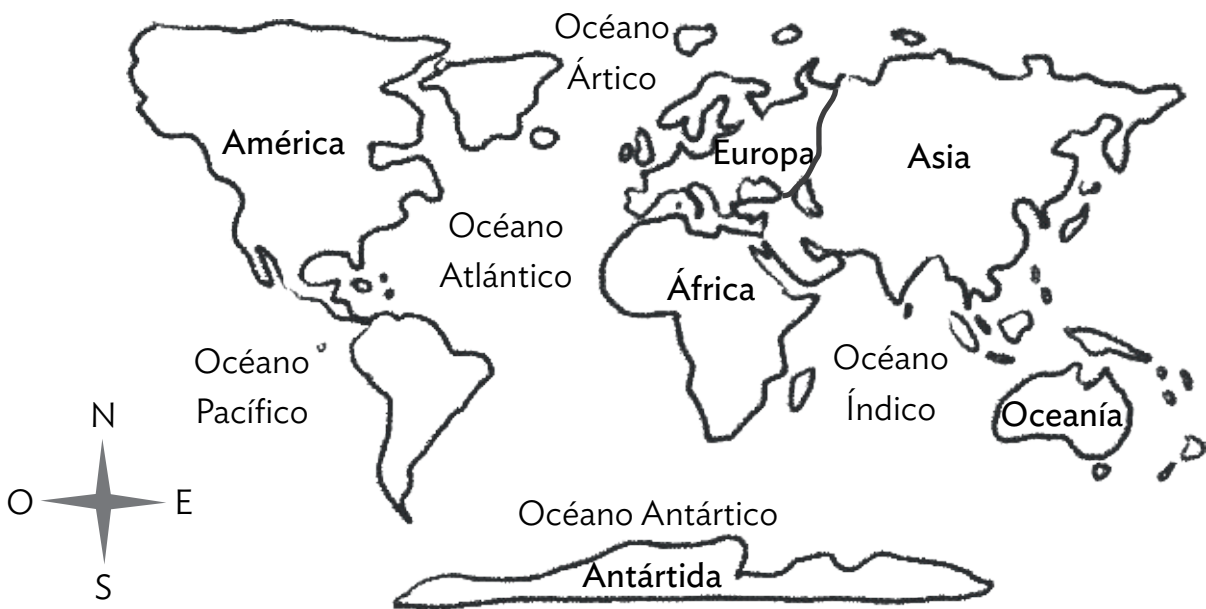 Océano
Ártico
América
Europa
Asia
Océano
Atlántico
África
Océano
Pacífico
Océano
Índico
Oceanía
N
O
E
S
Océano Antártico
Antártida